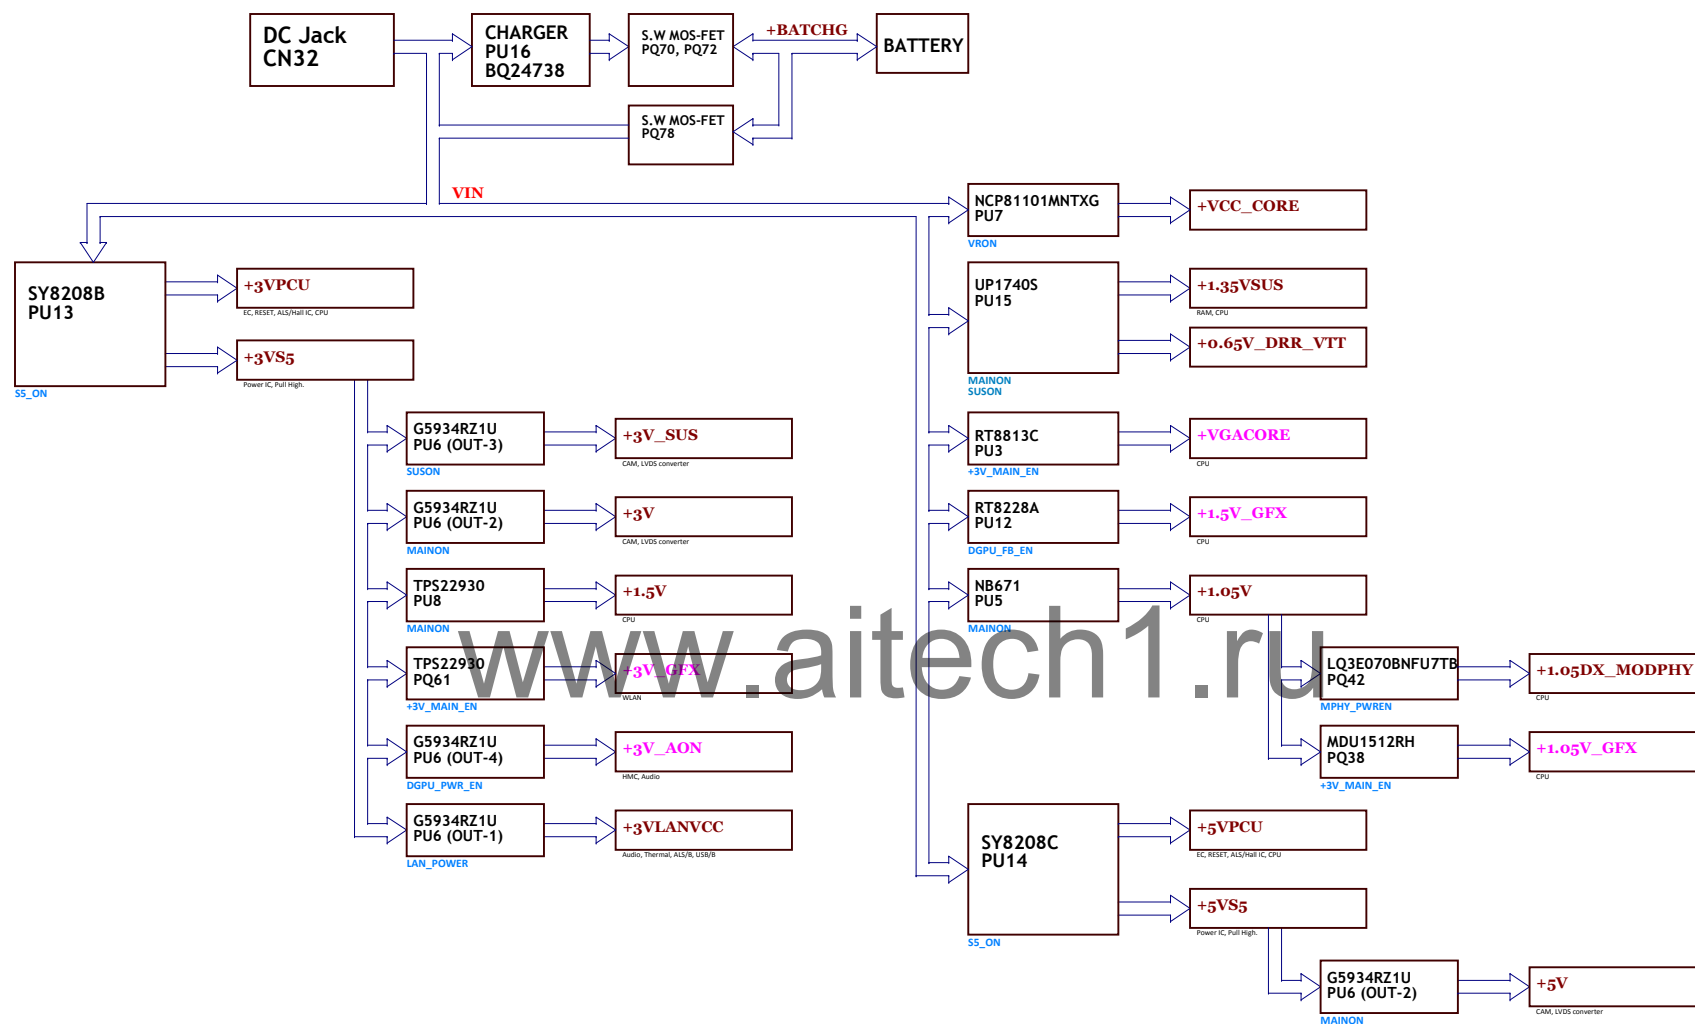 DC Jack
CN32
CHARGER
PU16
BQ24738
S.W MOS-FET
PQ70, PQ72
+BATCHG
BATTERY
S.W MOS-FET
PQ78
VIN
SY8208B
PU13
S5_ON
+3VPCU
EC, RESET, ALS/Hall IC, CPU
+3VS5
Power IC, Pull High.
G5934RZ1U
PU6 (OUT-3)
SUSON
+3V_SUS
CAM, LVDS converter
G5934RZ1U
PU6 (OUT-2)
MAINON
+3V
CAM, LVDS converter
TPS22930
PU8
MAINON
+1.5V
CPU
TPS22930
PQ61
+3V_MAIN_EN
+3V_GFX
WLAN
G5934RZ1U
PU6 (OUT-4)
DGPU_PWR_EN
+3V_AON
HMC, Audio
G5934RZ1U
PU6 (OUT-1)
LAN_POWER
+3VLANVCC
Audio, Thermal, ALS/B, USB/B
NCP81101MNTXG
PU7
VRON
+VCC_CORE
UP1740S
PU15
MAINON
SUSON
+1.35VSUS
RAM, CPU
+0.65V_DRR_VTT
RT8813C
PU3
+3V_MAIN_EN
+VGACORE
CPU
RT8228A
PU12
DGPU_FB_EN
+1.5V_GFX
CPU
NB671
PU5
MAINON
+1.05V
CPU
LQ3E070BNFU7TB
PQ42
MPHY_PWREN
+1.05DX_MODPHY
CPU
MDU1512RH
PQ38
+3V_MAIN_EN
+1.05V_GFX
CPU
SY8208C
PU14
S5_ON
+5VPCU
EC, RESET, ALS/Hall IC, CPU
+5VS5
Power IC, Pull High.
G5934RZ1U
PU6 (OUT-2)
MAINON
+5V
CAM, LVDS converter
www.aitech1.ru